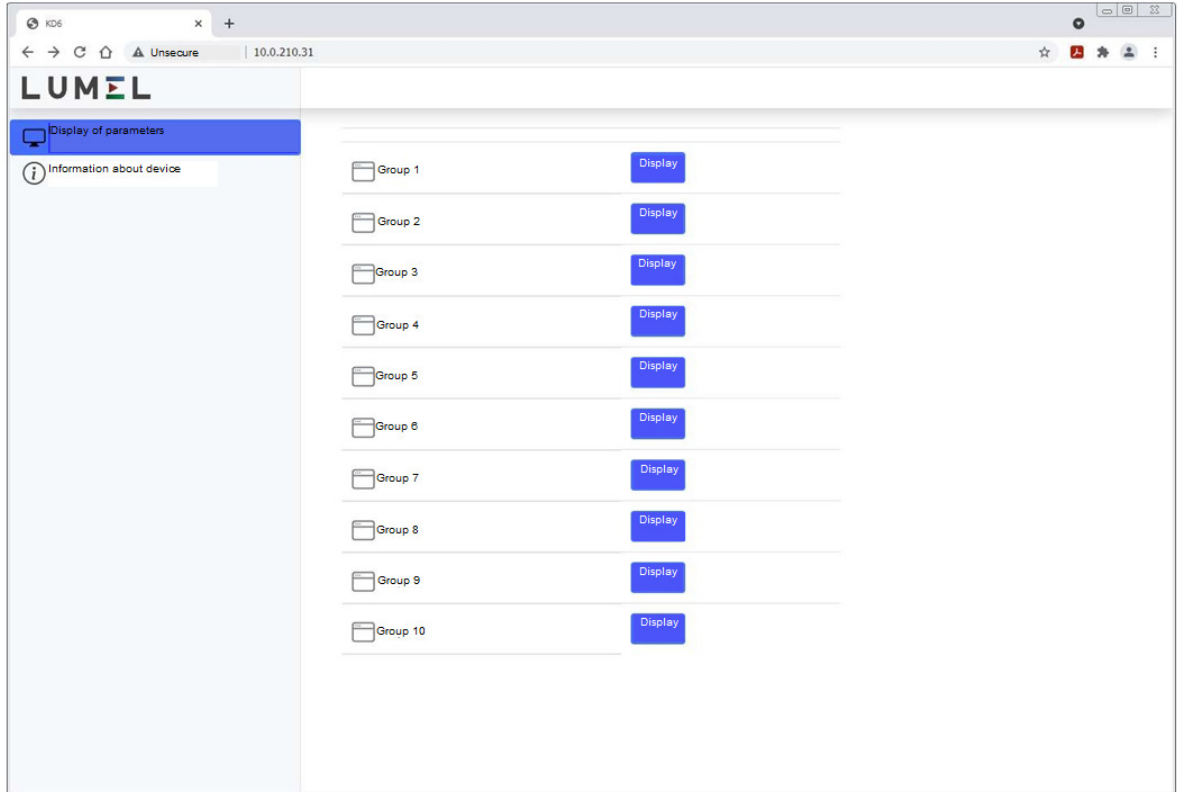 KD6
Unsecure
10.0.210.31
LUMEL
Display of parameters
Information about device
Group 1 Display
Group 2 Display
Group 3 Display
Group 4 Display
Group 5 Display
Group 6 Display
Group 7 Display
Group 8 Display
Group 9 Display
Group 10 Display